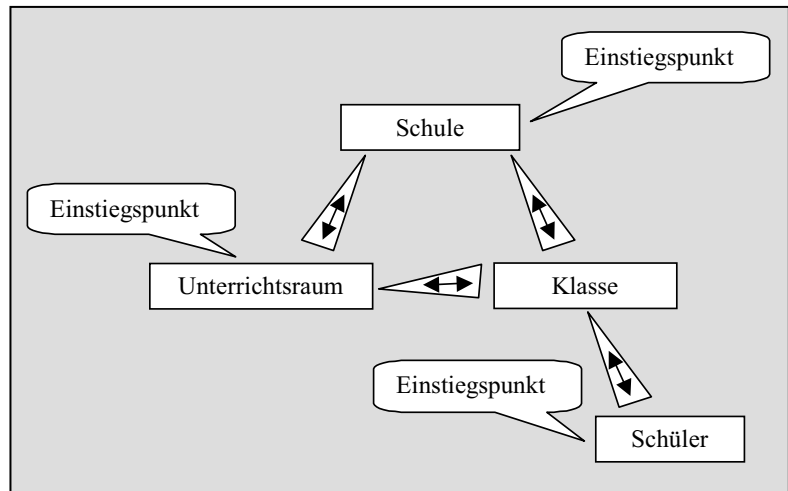 Einstiegspunkt
Schule
Einstiegspunkt
Unterrichtsraum
Klasse
Einstiegspunkt
Schüler